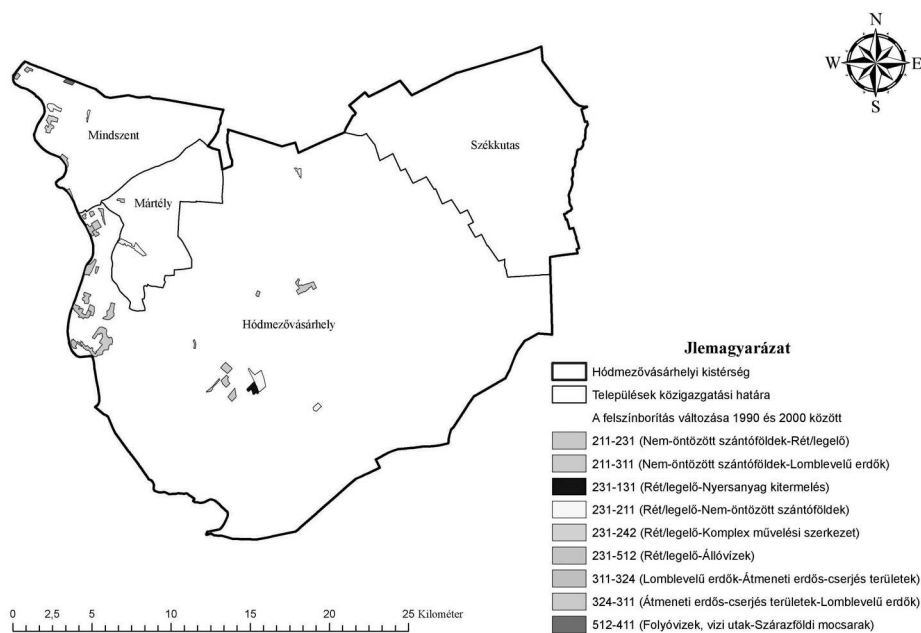 N
W E
S
Mindszent
Székkutas
Mártély
Hódmezővásárhely
Jlemagyarázat
Hódmezővásárhelyi kistérség
Települések közigazgatási határa
A felszínborítás változása 1990 és 2000 között
211-231 (Nem-öntözött szántóföldek-Rét/legelő)
211-311 (Nem-öntözött szántóföldek-Lomblevelű erdők)
231-131 (Rét/legelő-Nyersanyag kitermelés)
231-211 (Rét/legelő-Nem-öntözött szántóföldek)
231-242 (Rét/legelő-Komplex művelési szerkezet)
231-512 (Rét/legelő-Állóvízek)
311-324 (Lomblevelű erdők-Átmeneti erdős-cserjés területek)
324-311 (Átmeneti erdős-cserjés területek-Lomblevelű erdők)
512-411 (Folyóvizek, vizi utak-Szárazföldi mocsarak)
0 2,5 5 10 15 20 25 Kilométer